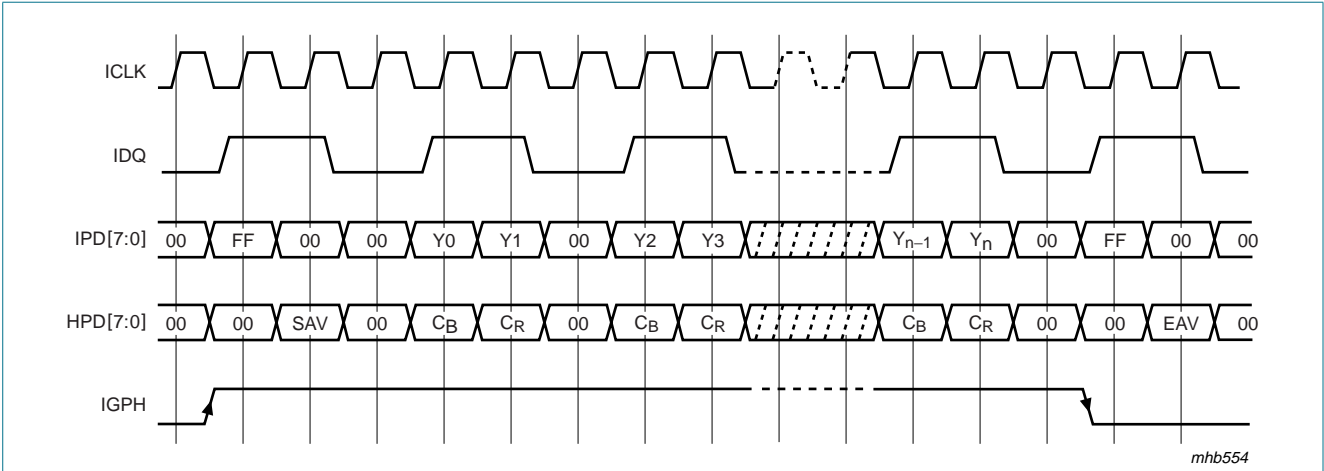 ICLK
IDQ
IPD[7:0] 00 FF 00 00 Y0 Y1 00 Y2 Y3 Yn–1 Yn 00 FF 00 00
HPD[7:0] 00 00 SAV 00 CB CR 00 CB CR CB CR 00 00 EAV 00
IGPH
mhb554